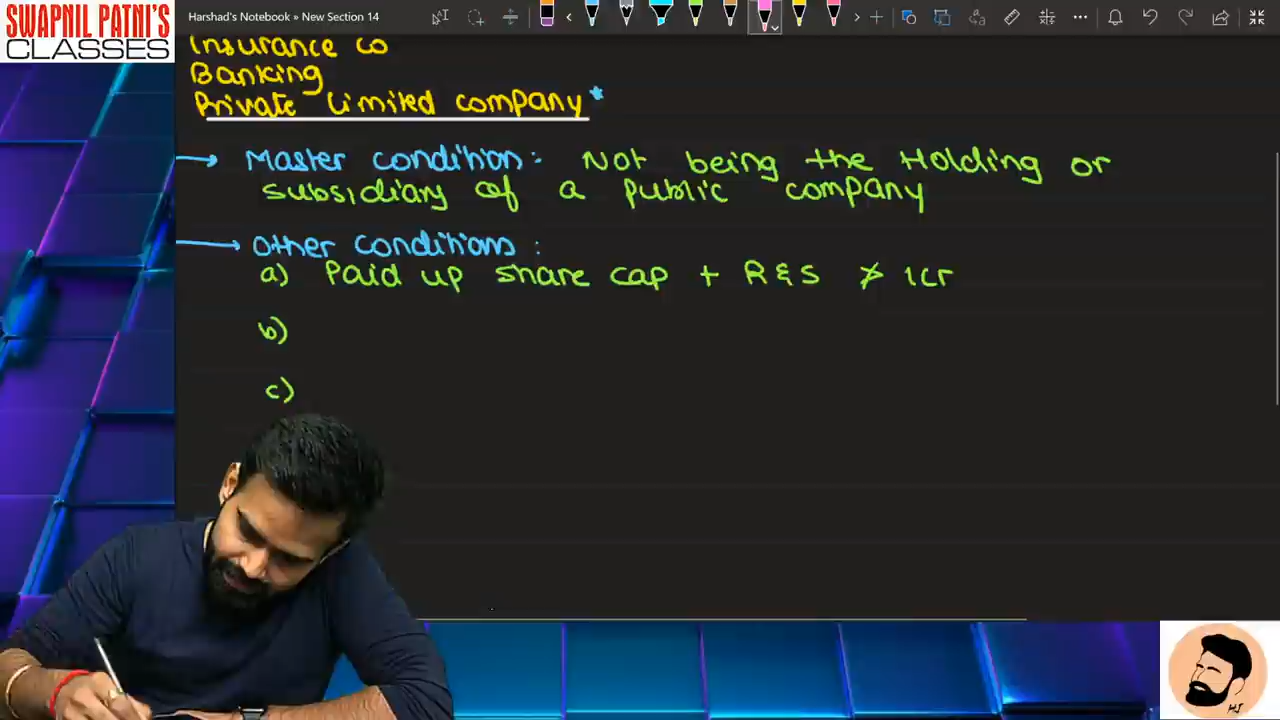 SWAPNIL PATNI'S
CLASSES
Harshad's Notebook » New Section 14
Insurance co
Banking
Private Limited company *
→ Master condition: Not being the Holding or
subsidiary of a public company
→ Other conditions:
a) Paid up share cap + R & S ≯ 1cr
b)
c)